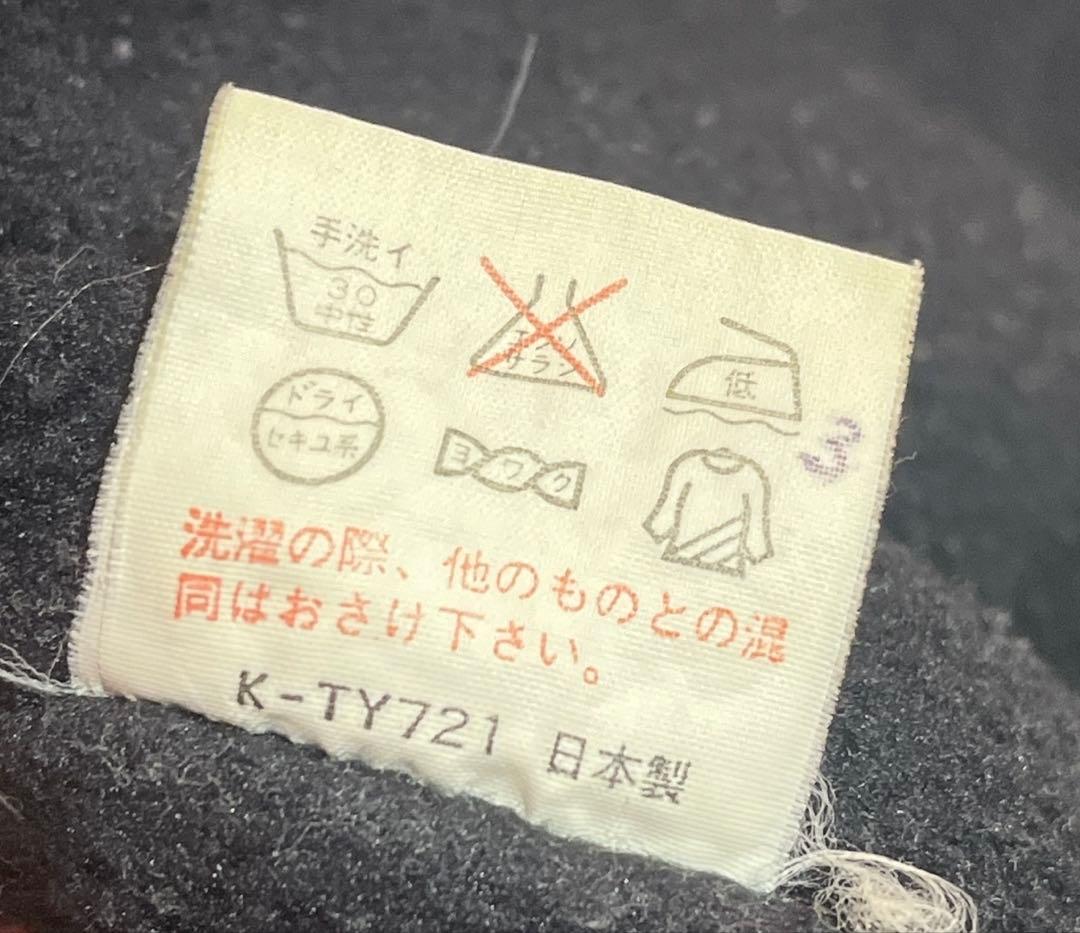 手洗イ
30
中性
エンソ
サラシ
低
ドライ
セキユ系
ヨワク
洗濯の際、他のものとの混
同はおさけ下さい。
K-TY721 日本製